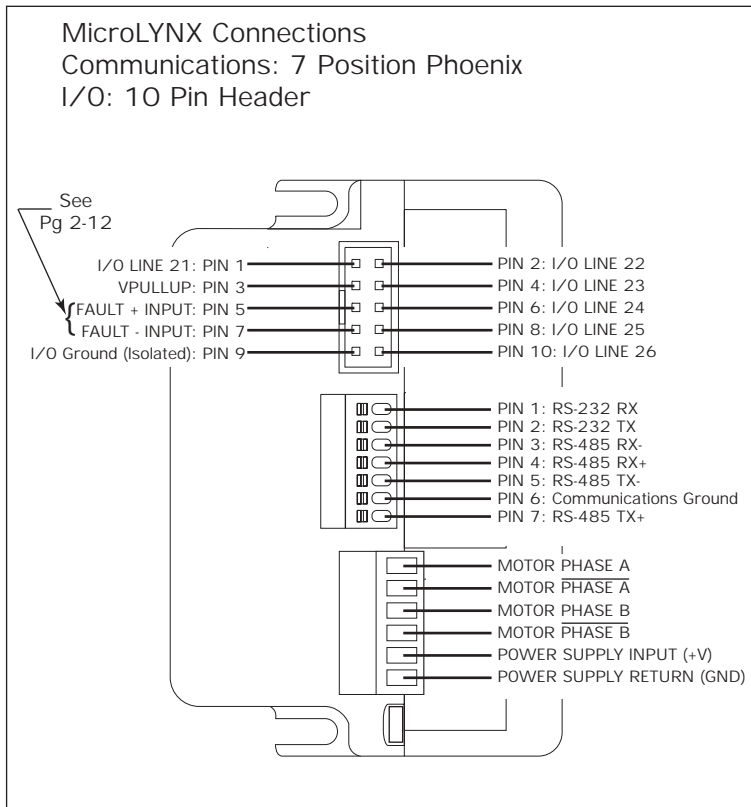 MicroLYNX Connections
Communications: 7 Position Phoenix
I/O: 10 Pin Header
See
Pg 2-12
I/O LINE 21: PIN 1
VPULLUP: PIN 3
FAULT + INPUT: PIN 5
FAULT - INPUT: PIN 7
I/O Ground (Isolated): PIN 9
PIN 2: I/O LINE 22
PIN 4: I/O LINE 23
PIN 6: I/O LINE 24
PIN 8: I/O LINE 25
PIN 10: I/O LINE 26
PIN 1: RS-232 RX
PIN 2: RS-232 TX
PIN 3: RS-485 RX-
PIN 4: RS-485 RX+
PIN 5: RS-485 TX-
PIN 6: Communications Ground
PIN 7: RS-485 TX+
MOTOR PHASE A
MOTOR P̅H̅A̅S̅E̅ A̅
MOTOR PHASE B
MOTOR P̅H̅A̅S̅E̅ B̅
POWER SUPPLY INPUT (+V)
POWER SUPPLY RETURN (GND)